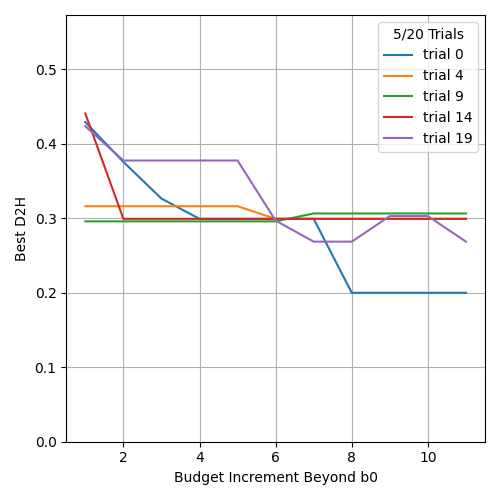 5/20 Trials
trial 0
trial 4
trial 9
trial 14
trial 19
0.5
0.4
0.3
0.2
0.1
0.0
Best D2H
2 4 6 8 10
Budget Increment Beyond b0